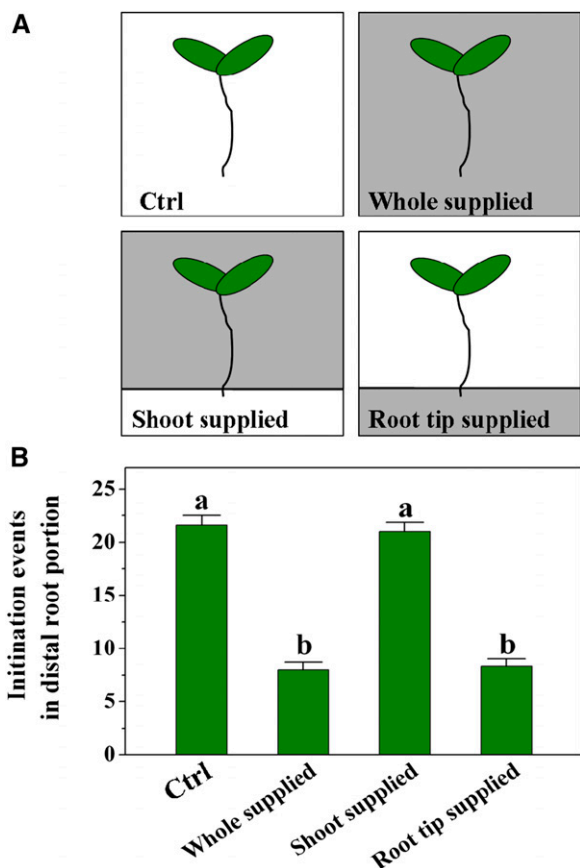 A
Ctrl
Whole supplied
Shoot supplied
Root tip supplied
B
Initination events
in distal root portion
25
20
15
10
5
0
a
b
a
b
Ctrl
Whole supplied
Shoot supplied
Root tip supplied